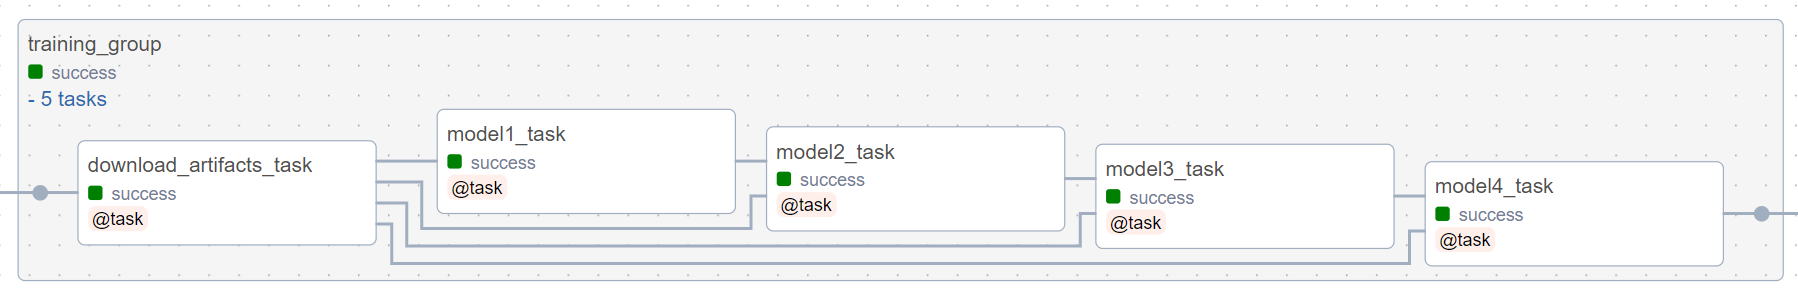 training_group
success
- 5 tasks
download_artifacts_task
success
@task
model1_task
success
@task
model2_task
success
@task
model3_task
success
@task
model4_task
success
@task